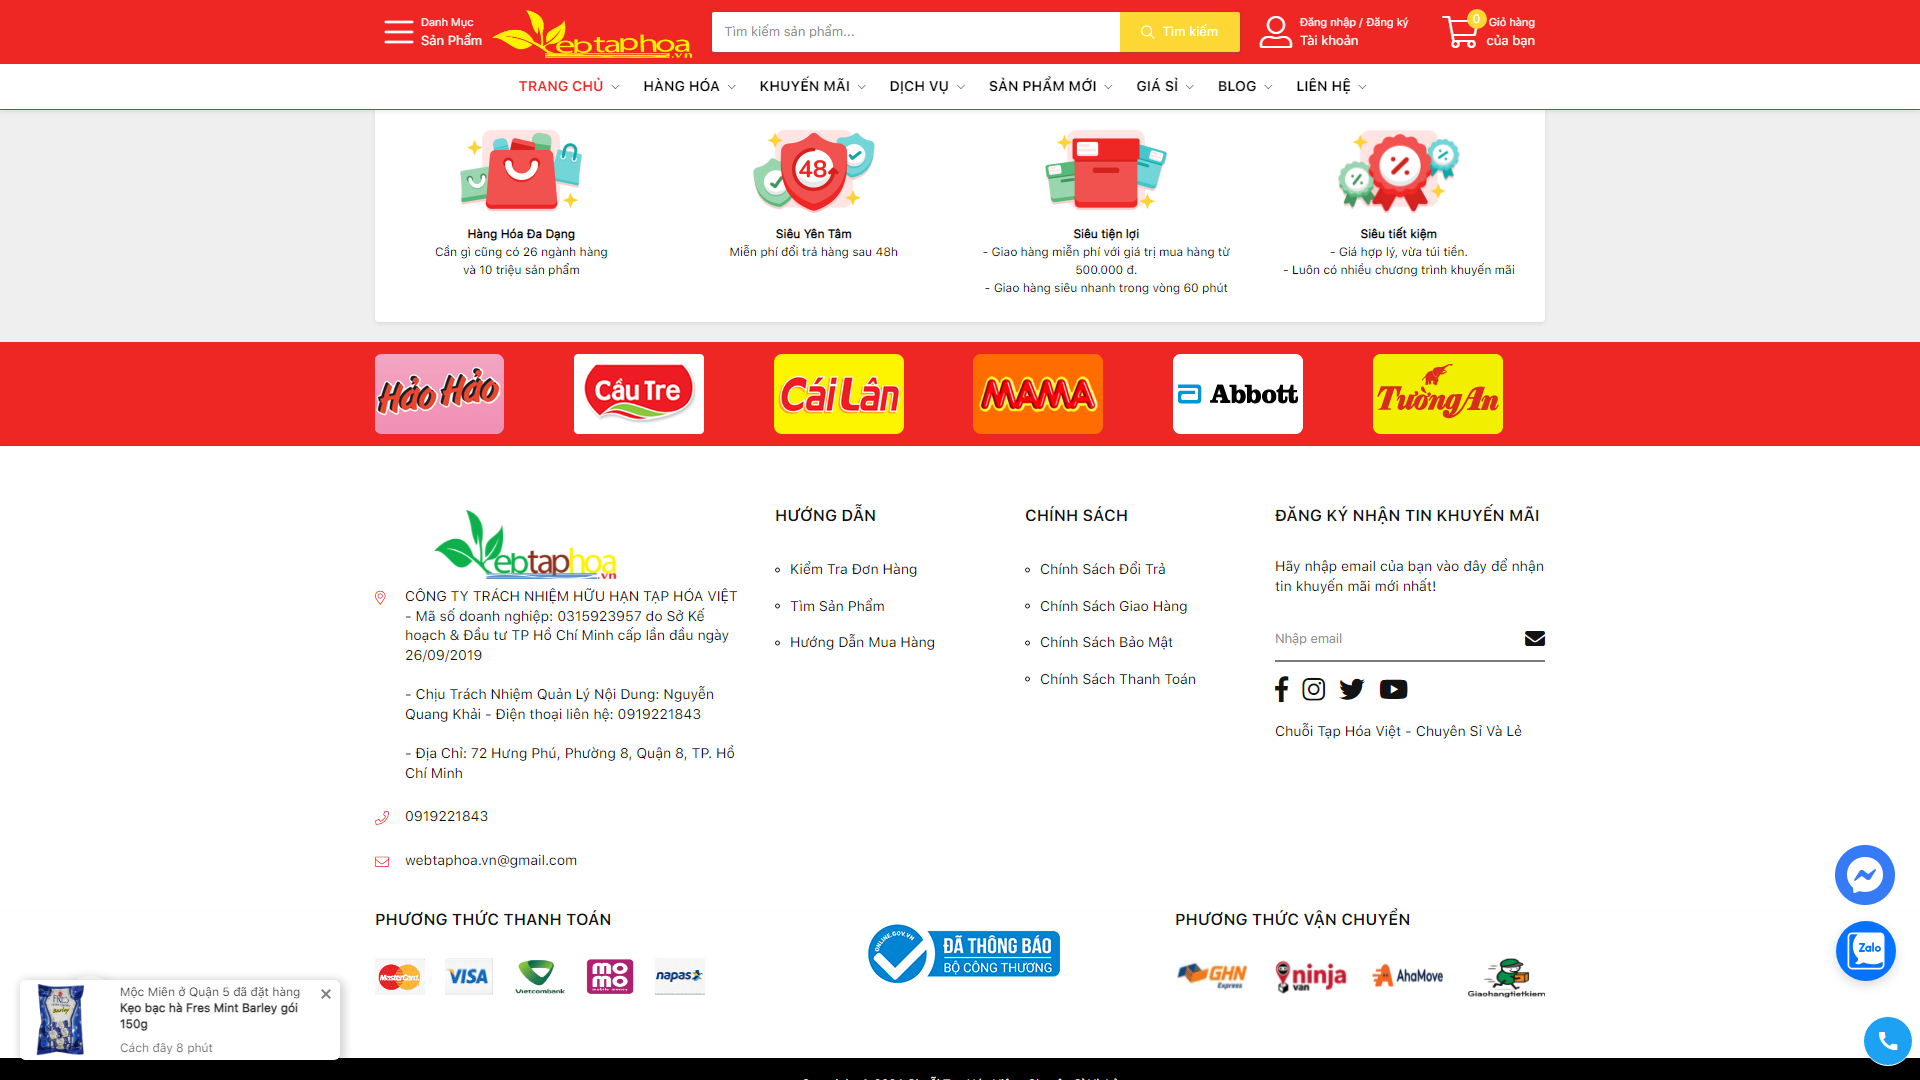 Danh Mục
Sản Phẩm
ebtaphoa
.vn
Tìm kiếm sản phẩm...
Tìm kiếm
Đăng nhập / Đăng ký
Tài khoản
0
Giỏ hàng
của bạn
TRANG CHỦ
HÀNG HÓA
KHUYẾN MÃI
DỊCH VỤ
SẢN PHẨM MỚI
GIÁ SỈ
BLOG
LIÊN HỆ
48
Hàng Hóa Đa Dạng
Cần gì cũng có 26 ngành hàng
và 10 triệu sản phẩm
Siêu Yên Tâm
Miễn phí đổi trả hàng sau 48h
Siêu tiện lợi
- Giao hàng miễn phí với giá trị mua hàng từ
500.000 đ.
- Giao hàng siêu nhanh trong vòng 60 phút
Siêu tiết kiệm
- Giá hợp lý, vừa túi tiền.
- Luôn có nhiều chương trình khuyến mãi
Hảo Hảo
Cầu Tre
Cái Lân
MAMA
Abbott
Tường An
ebtaphoa
.vn
CÔNG TY TRÁCH NHIỆM HỮU HẠN TẠP HÓA VIỆT
- Mã số doanh nghiệp: 0315923957 do Sở Kế
hoạch & Đầu tư TP Hồ Chí Minh cấp lần đầu ngày
26/09/2019
- Chịu Trách Nhiệm Quản Lý Nội Dung: Nguyễn
Quang Khải - Điện thoại liên hệ: 0919221843
- Địa Chỉ: 72 Hưng Phú, Phường 8, Quận 8, TP. Hồ
Chí Minh
0919221843
webtaphoa.vn@gmail.com
HƯỚNG DẪN
Kiểm Tra Đơn Hàng
Tìm Sản Phẩm
Hướng Dẫn Mua Hàng
CHÍNH SÁCH
Chính Sách Đổi Trả
Chính Sách Giao Hàng
Chính Sách Bảo Mật
Chính Sách Thanh Toán
ĐĂNG KÝ NHẬN TIN KHUYẾN MÃI
Hãy nhập email của bạn vào đây để nhận
tin khuyến mãi mới nhất!
Nhập email
Chuỗi Tạp Hóa Việt - Chuyên Sỉ Và Lẻ
Zalo
PHƯƠNG THỨC THANH TOÁN
MasterCard
VISA
Vietcombank
momo
mobile money
napas
ONLINE.GOV.VN
ĐÃ THÔNG BÁO
BỘ CÔNG THƯƠNG
PHƯƠNG THỨC VẬN CHUYỂN
GHN
Express
ninja
van
AhaMove
Giaohangtietkiem
Mộc Miên ở Quận 5 đã đặt hàng
Kẹo bạc hà Fres Mint Barley gói
150g
Cách đây 8 phút